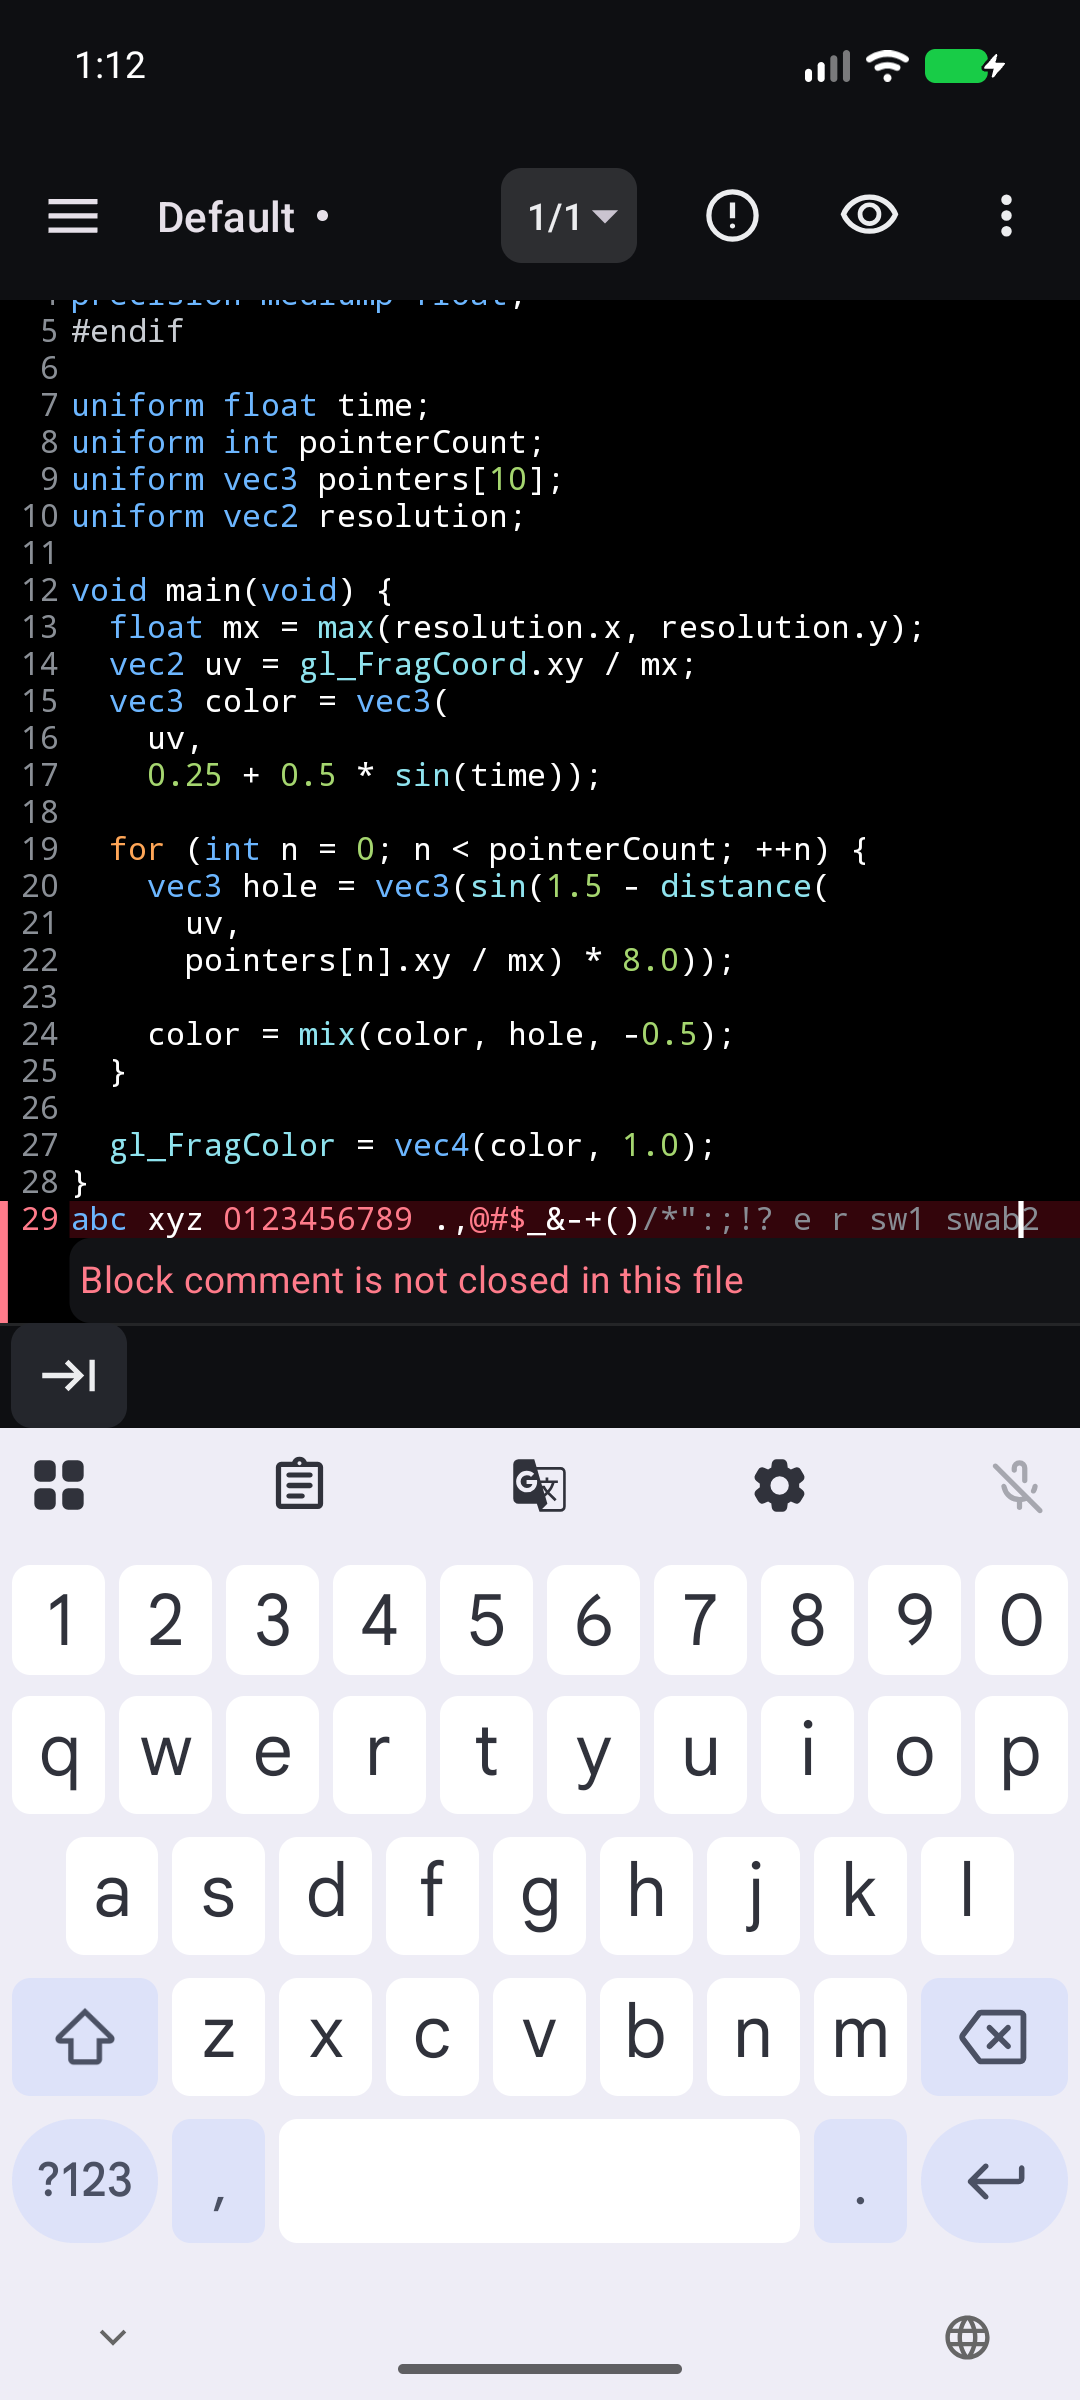 1:12
Default •
1/1
4 precision mediump float;
5 #endif
6
7 uniform float time;
8 uniform int pointerCount;
9 uniform vec3 pointers[10];
10 uniform vec2 resolution;
11
12 void main(void) {
13   float mx = max(resolution.x, resolution.y);
14   vec2 uv = gl_FragCoord.xy / mx;
15   vec3 color = vec3(
16     uv,
17     0.25 + 0.5 * sin(time));
18
19   for (int n = 0; n < pointerCount; ++n) {
20     vec3 hole = vec3(sin(1.5 - distance(
21       uv,
22       pointers[n].xy / mx) * 8.0));
23
24     color = mix(color, hole, -0.5);
25   }
26
27   gl_FragColor = vec4(color, 1.0);
28 }
29 abc xyz 0123456789 .,@#$_&-+()/*":;!? e r sw1 swab2
Block comment is not closed in this file
1 2 3 4 5 6 7 8 9 0
q w e r t y u i o p
a s d f g h j k l
z x c v b n m
?123 , .